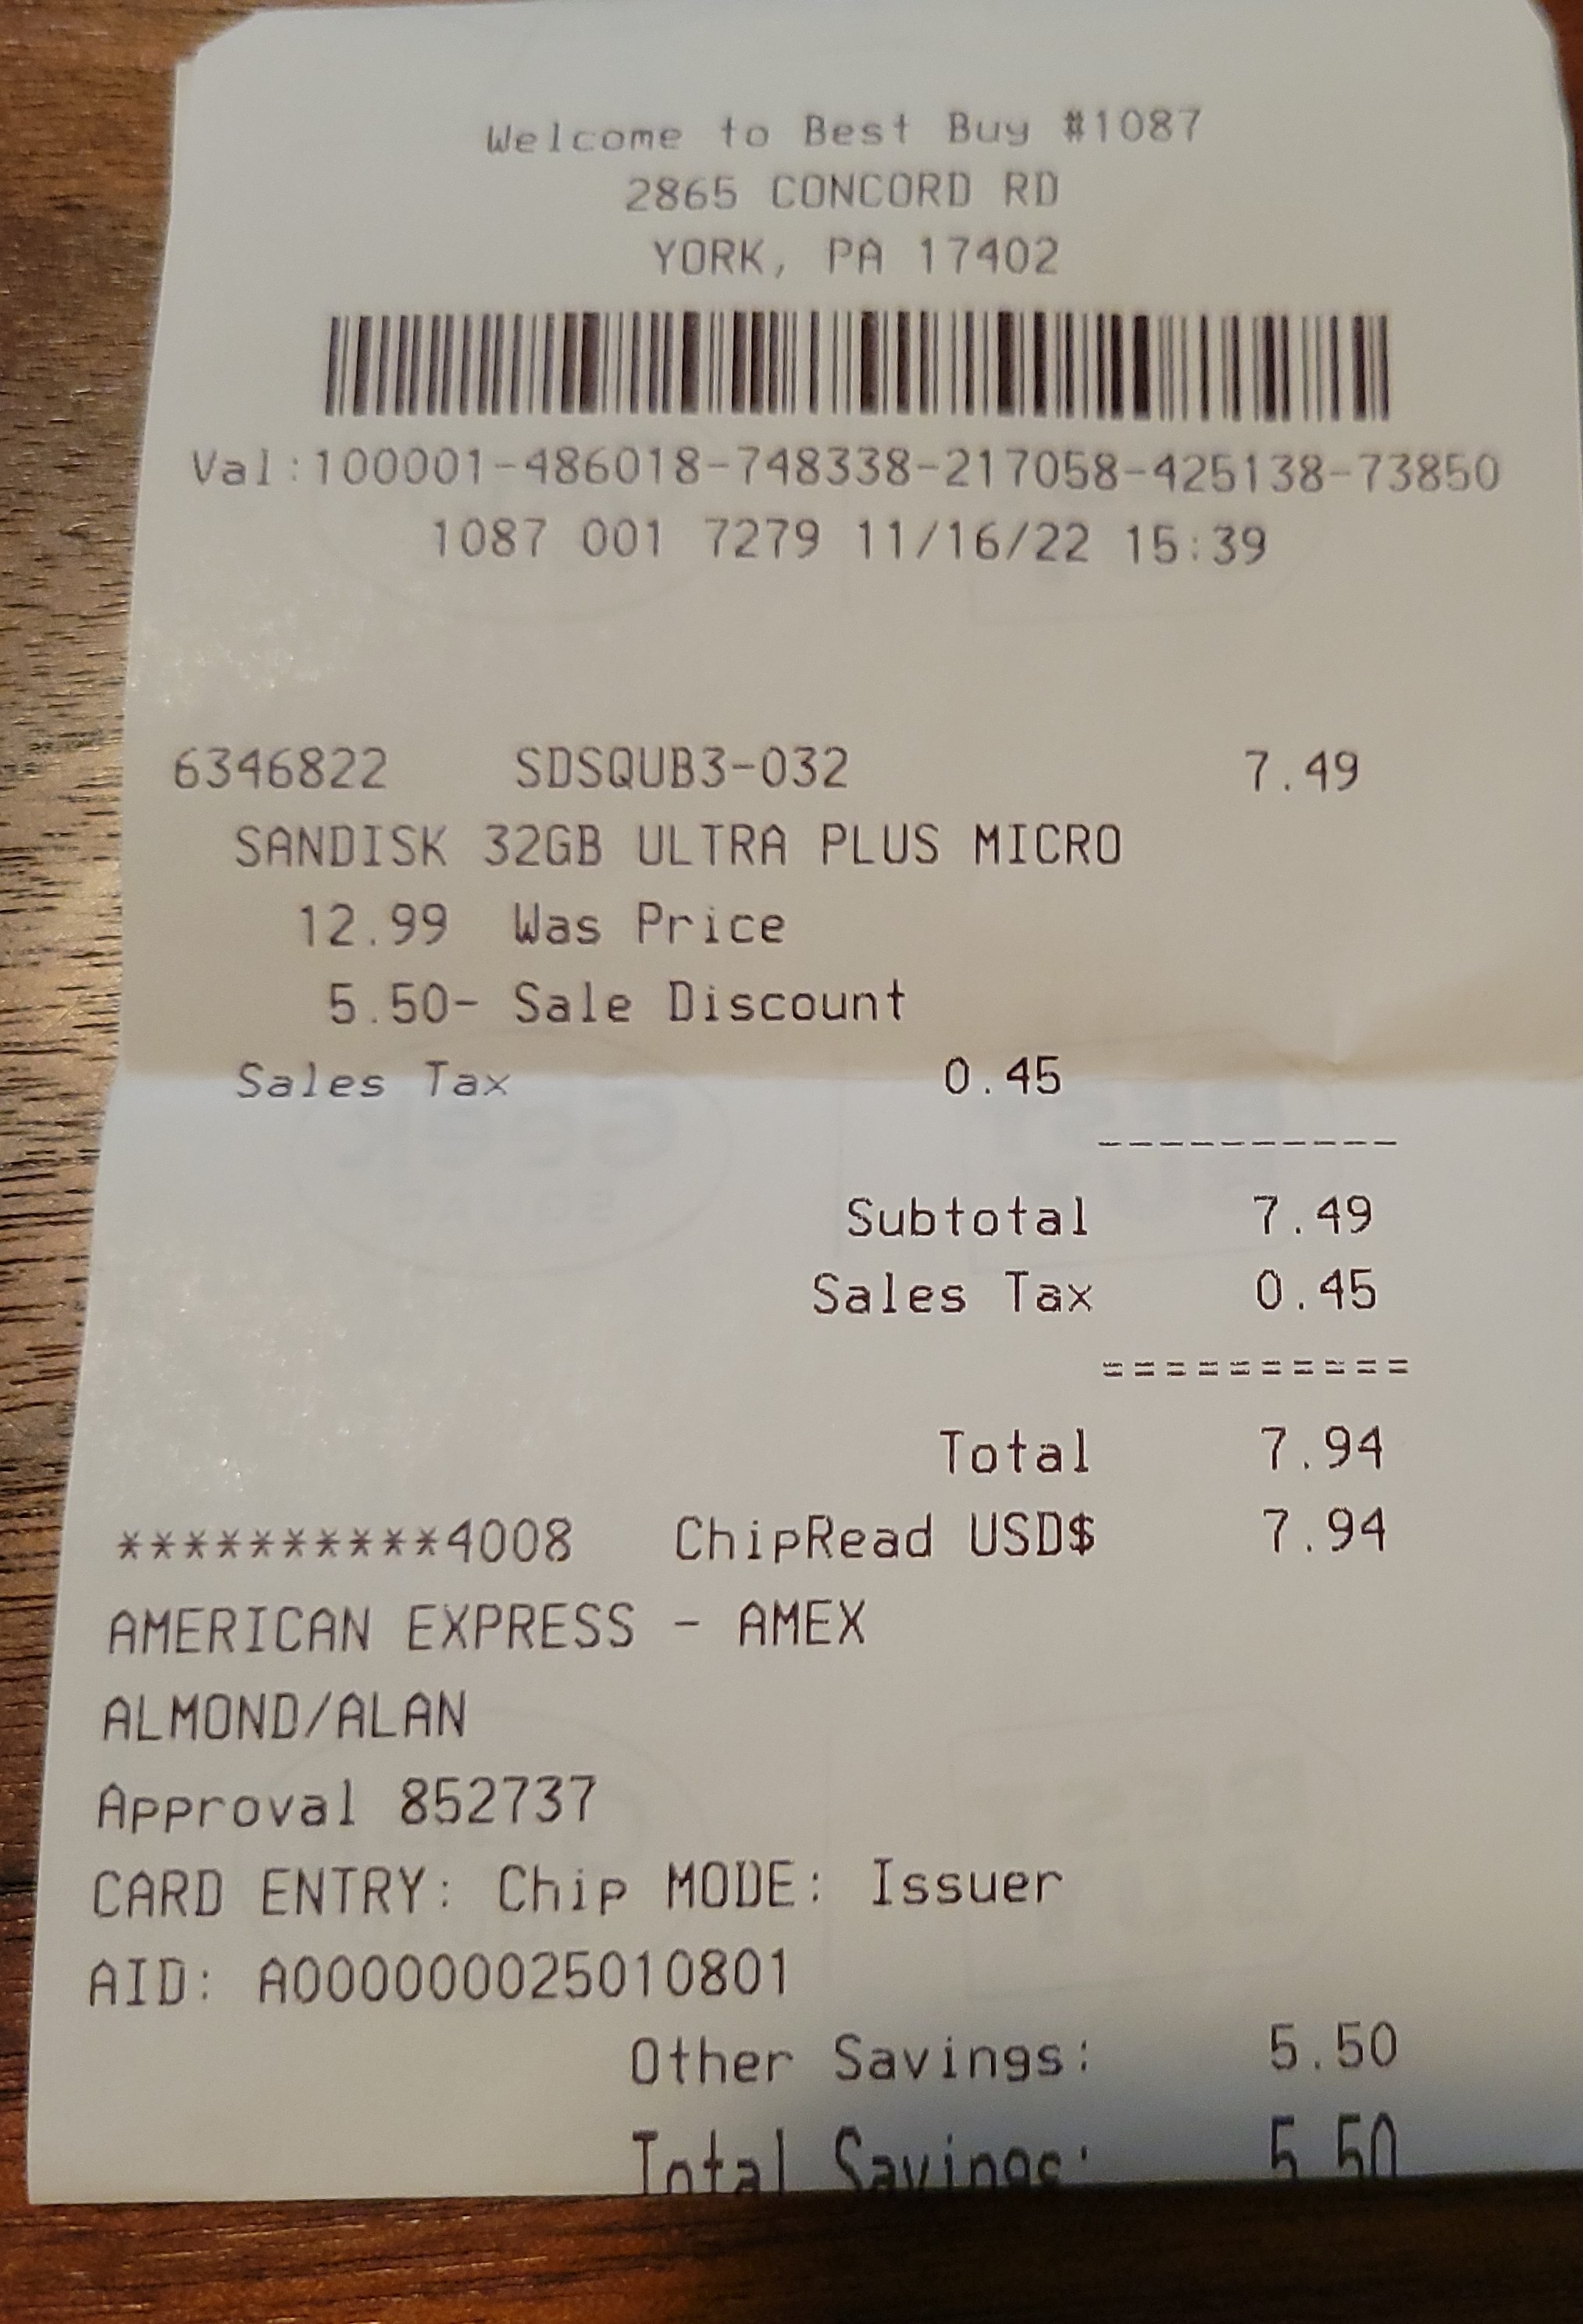 Welcome to Best Buy #1087
2865 CONCORD RD
YORK, PA 17402
Val:100001-486018-748338-217058-425138-73850
1087 001 7279 11/16/22 15:39
6346822 SDSQUB3-032 7.49
SANDISK 32GB ULTRA PLUS MICRO
12.99 Was Price
5.50- Sale Discount
Sales Tax 0.45
----------
Subtotal 7.49
Sales Tax 0.45
==========
Total 7.94
**********4008 ChipRead USD$ 7.94
AMERICAN EXPRESS - AMEX
ALMOND/ALAN
Approval 852737
CARD ENTRY: Chip MODE: Issuer
AID: A000000025010801
Other Savings: 5.50
Total Savings: 5.50